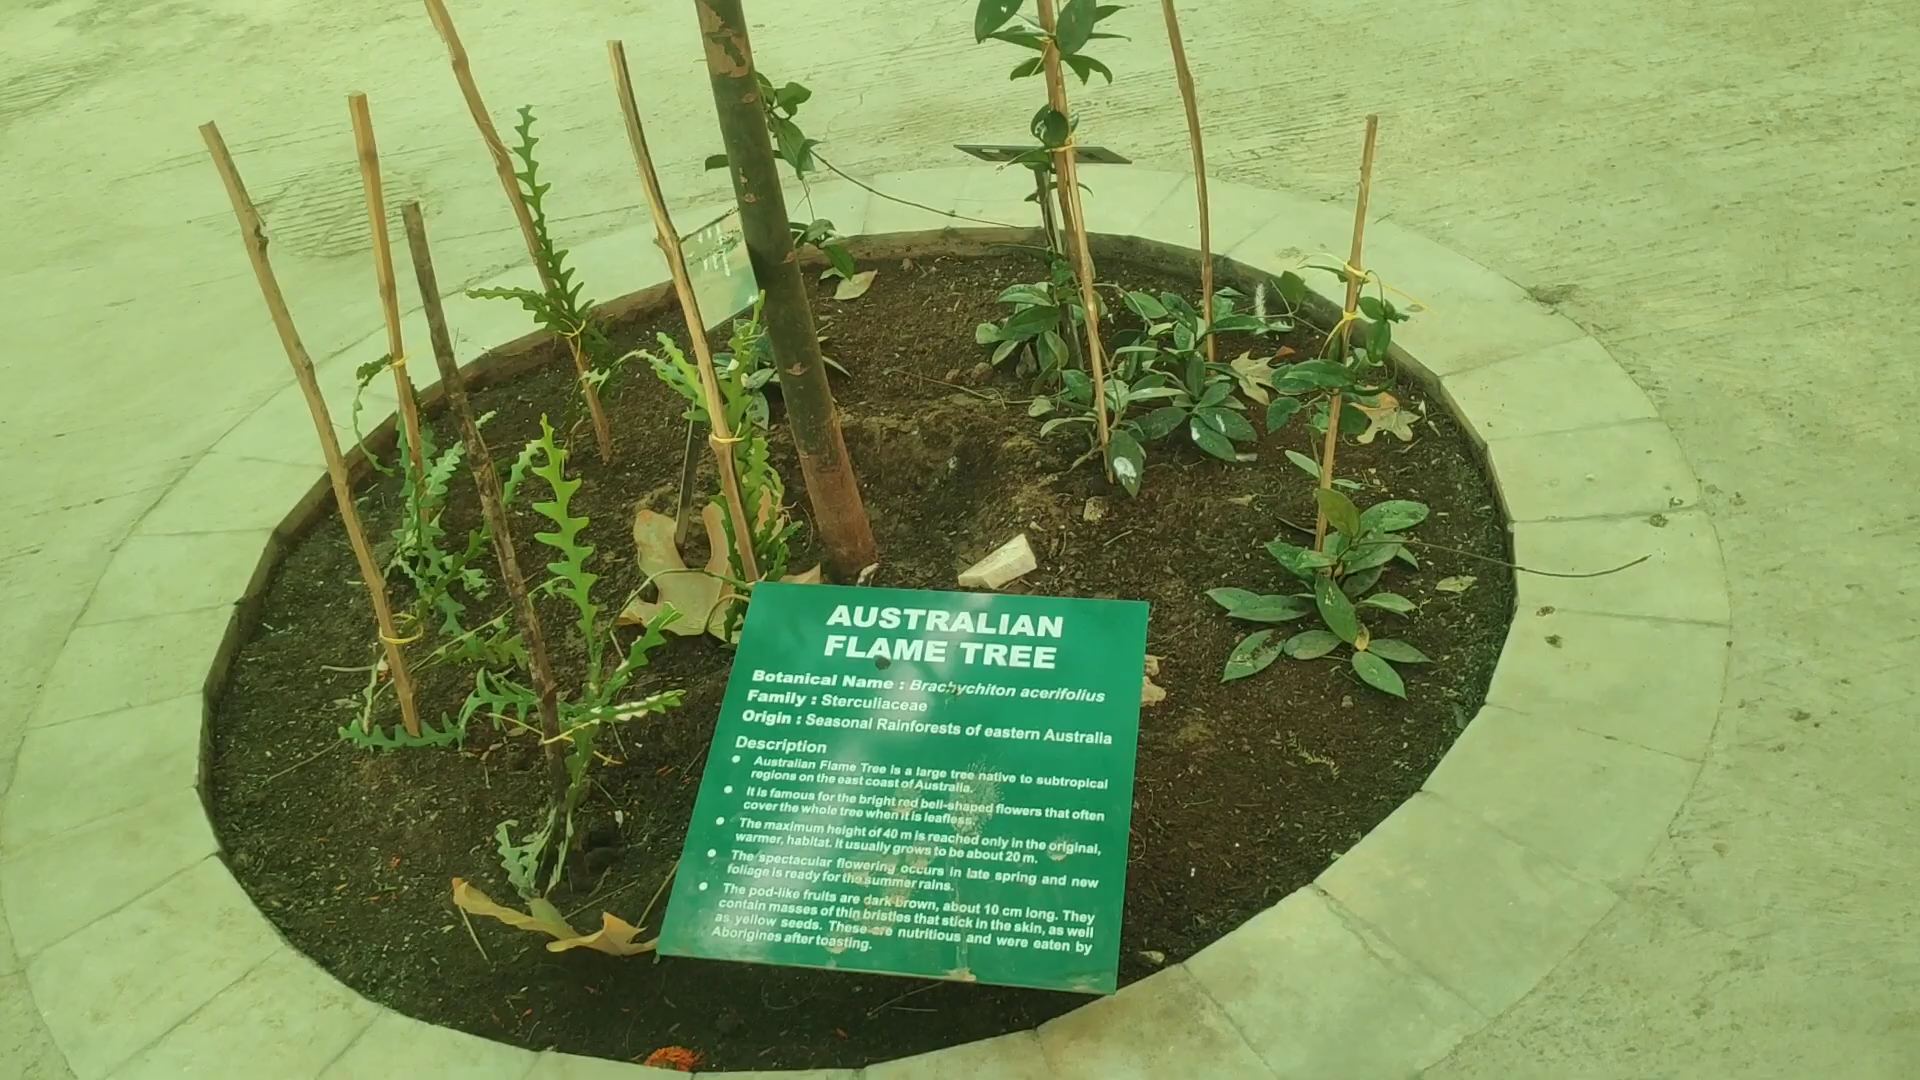 AUSTRALIAN
FLAME TREE
Botanical Name : Brachychiton acerifolius
Family : Sterculiaceae
Origin : Seasonal Rainforests of eastern Australia
Description
• Australian Flame Tree is a large tree native to subtropical
regions on the east coast of Australia.
• It is famous for the bright red bell-shaped flowers that often
cover the whole tree when it is leafless.
• The maximum height of 40 m is reached only in the original,
warmer, habitat. It usually grows to be about 20 m.
• The spectacular flowering occurs in late spring and new
foliage is ready for the summer rains.
• The pod-like fruits are dark brown, about 10 cm long. They
contain masses of thin bristles that stick in the skin, as well
as yellow seeds. These are nutritious and were eaten by
Aborigines after toasting.